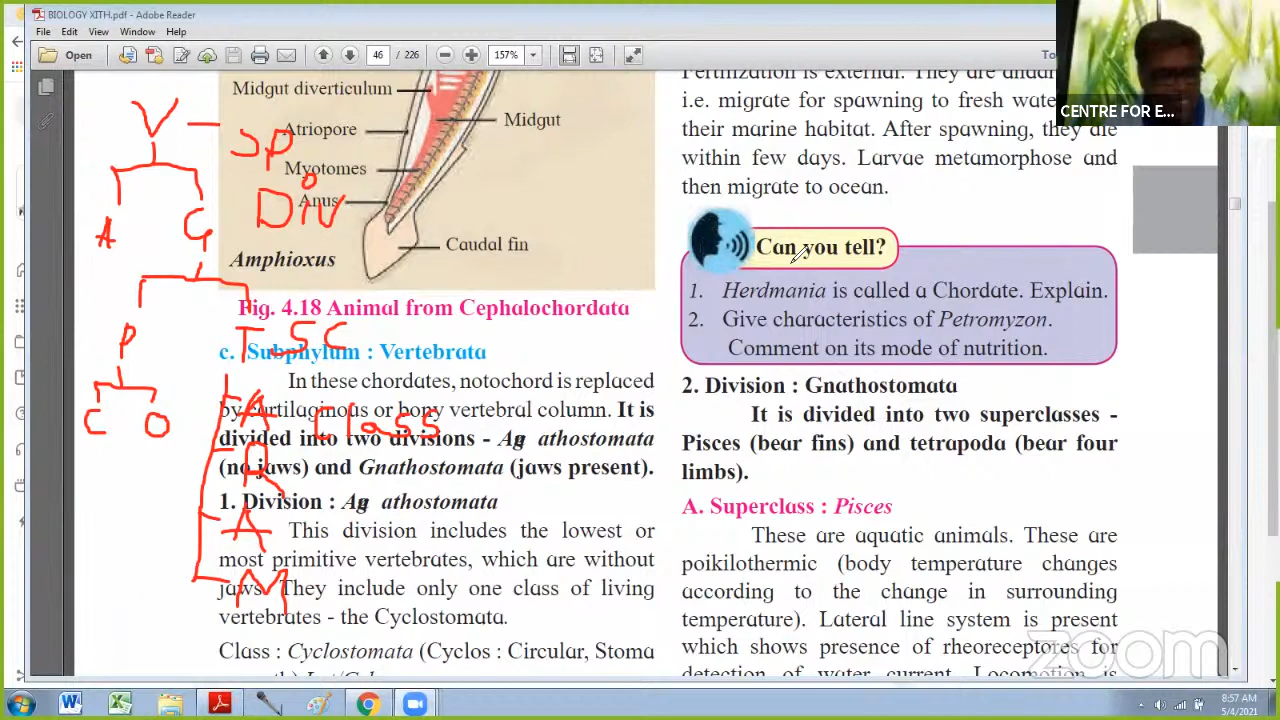 BIOLOGY XITH.pdf - Adobe Reader
File Edit View Window Help
Open
46 / 226
157%
CENTRE FOR E...
Midgut diverticulum
Atriopore
Midgut
Myotomes
Anus
Caudal fin
Amphioxus
Fig. 4.18 Animal from Cephalochordata
c. Subphylum : Vertebrata
In these chordates, notochord is replaced
by cartilaginous or bony vertebral column. It is
divided into two divisions - Ag athostomata
(no jaws) and Gnathostomata (jaws present).
1. Division : Ag athostomata
This division includes the lowest or
most primitive vertebrates, which are without
jaws. They include only one class of living
vertebrates - the Cyclostomata.
Class : Cyclostomata (Cyclos : Circular, Stoma
Fertilization is external. They are
i.e. migrate for spawning to fresh
their marine habitat. After spawning, they die
within few days. Larvae metamorphose and
then migrate to ocean.
Can you tell?
1. Herdmania is called a Chordate. Explain.
2. Give characteristics of Petromyzon.
Comment on its mode of nutrition.
2. Division : Gnathostomata
It is divided into two superclasses -
Pisces (bear fins) and tetrapoda (bear four
limbs).
A. Superclass : Pisces
These are aquatic animals. These are
poikilothermic (body temperature changes
according to the change in surrounding
temperature). Lateral line system is present
which shows presence of rheoreceptores for
detection of water current. Locomotion is
V
Sp
Div
A G
P T SC
C O
A Class
R
A
M
zoom
8:57 AM
5/4/2021